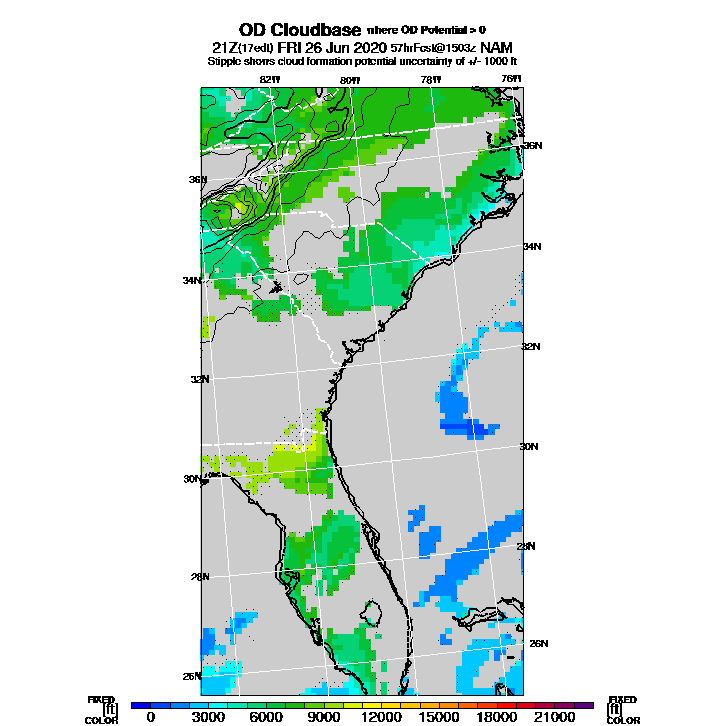 OD Cloudbase where OD Potential > 0
21Z(17edt) FRI 26 Jun 2020 57hrFcst@1503z NAM
Stipple shows cloud formation potential uncertainty of +/- 1000 ft
82W 80W 78W 76W
36N
36N
34N
34N
32N
32N
30N
30N
28N
28N
26N
26N
FIXED [ft] COLOR
0 3000 6000 9000 12000 15000 18000 21000
FIXED [ft] COLOR